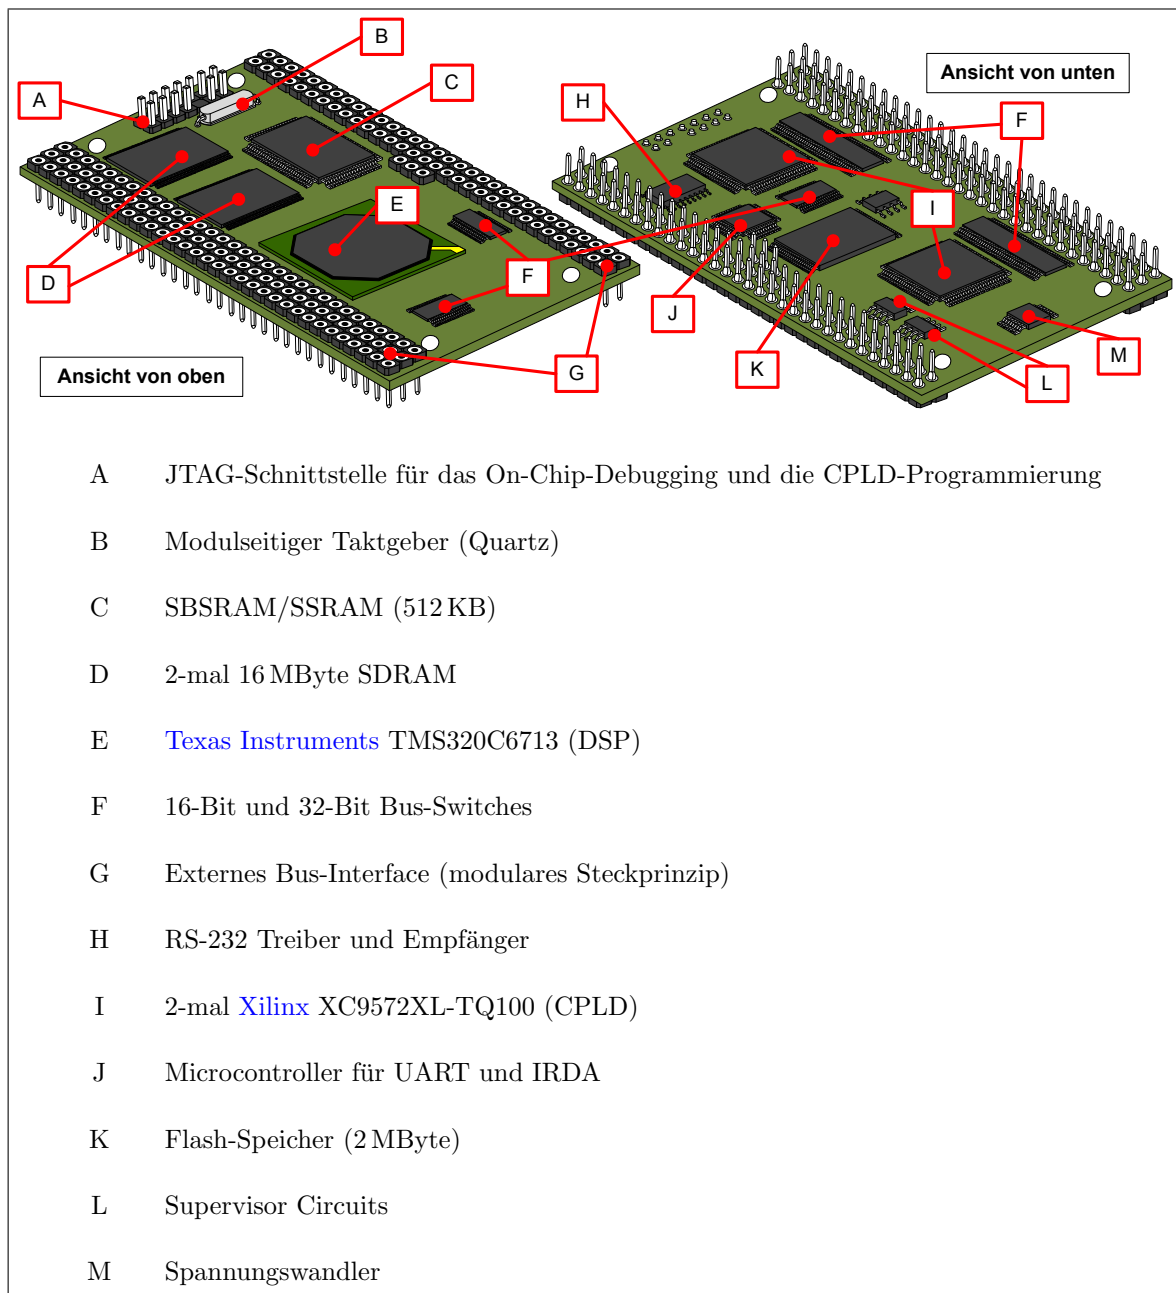 B
Ansicht von unten
A
C
H
F
E
I
D
F
J
K
M
G
L
Ansicht von oben
A JTAG-Schnittstelle für das On-Chip-Debugging und die CPLD-Programmierung
B Modulseitiger Taktgeber (Quartz)
C SBSRAM/SSRAM (512 KB)
D 2-mal 16 MByte SDRAM
E Texas Instruments TMS320C6713 (DSP)
F 16-Bit und 32-Bit Bus-Switches
G Externes Bus-Interface (modulares Steckprinzip)
H RS-232 Treiber und Empfänger
I 2-mal Xilinx XC9572XL-TQ100 (CPLD)
J Microcontroller für UART und IRDA
K Flash-Speicher (2 MByte)
L Supervisor Circuits
M Spannungswandler